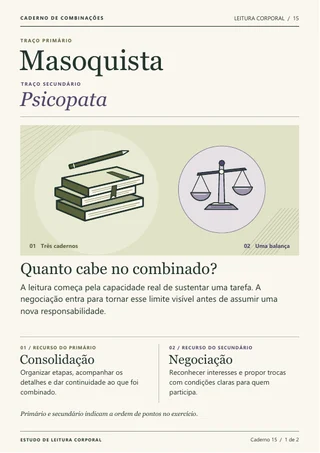 CADERNO DE COMBINAÇÕES
LEITURA CORPORAL / 15
TRAÇO PRIMÁRIO
Masoquista
TRAÇO SECUNDÁRIO
Psicopata
01 Três cadernos
02 Uma balança
Quanto cabe no combinado?
A leitura começa pela capacidade real de sustentar uma tarefa. A
negociação entra para tornar esse limite visível antes de assumir uma
nova responsabilidade.
01 / RECURSO DO PRIMÁRIO
Consolidação
Organizar etapas, acompanhar os
detalhes e dar continuidade ao que foi
combinado.
02 / RECURSO DO SECUNDÁRIO
Negociação
Reconhecer interesses e propor trocas
com condições claras para quem
participa.
Primário e secundário indicam a ordem de pontos no exercício.
ESTUDO DE LEITURA CORPORAL
Caderno 15 / 1 de 2